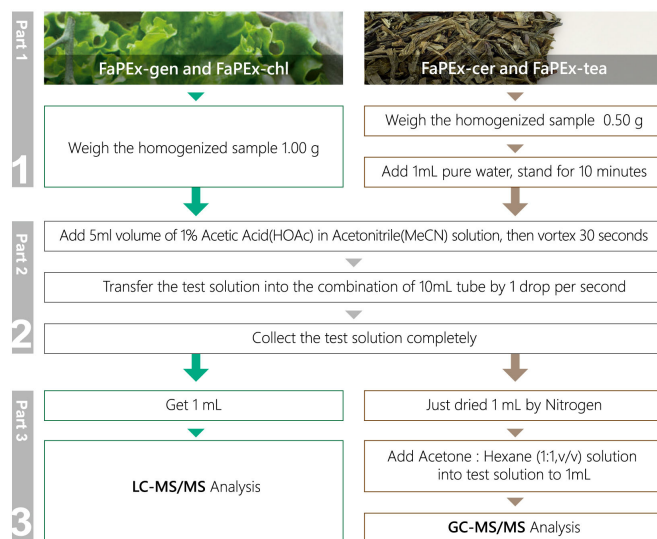 Part 1
1
FaPEx-gen and FaPEx-chl
Weigh the homogenized sample 1.00 g
FaPEx-cer and FaPEx-tea
Weigh the homogenized sample 0.50 g
Add 1mL pure water, stand for 10 minutes
Part 2
2
Add 5ml volume of 1% Acetic Acid(HOAc) in Acetonitrile(MeCN) solution, then vortex 30 seconds
Transfer the test solution into the combination of 10mL tube by 1 drop per second
Collect the test solution completely
Part 3
3
Get 1 mL
LC-MS/MS Analysis
Just dried 1 mL by Nitrogen
Add Acetone : Hexane (1:1,v/v) solution
into test solution to 1mL
GC-MS/MS Analysis